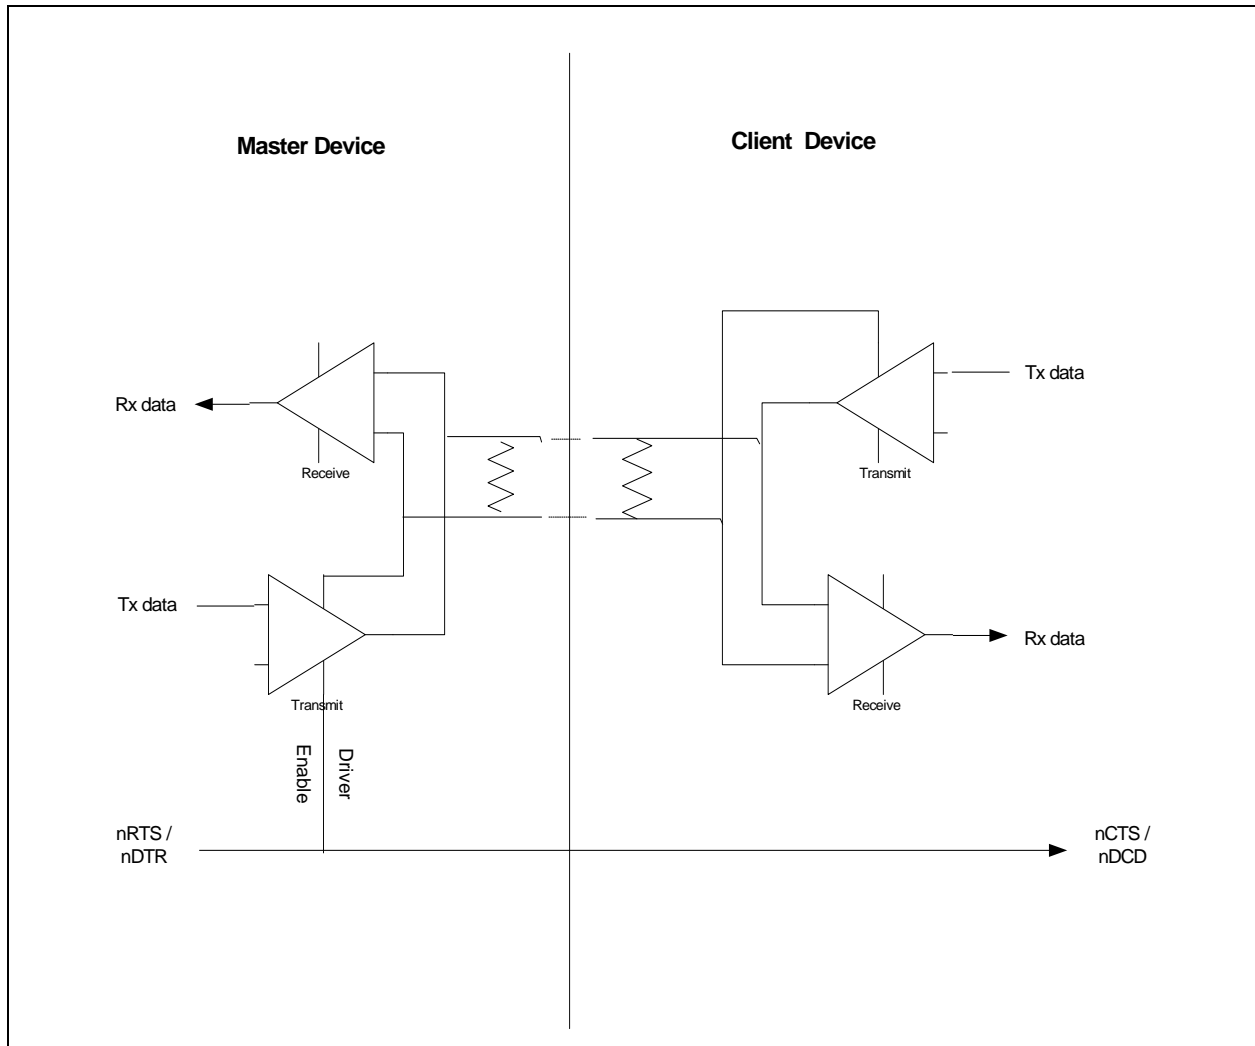 Master Device
Client Device
Rx data
Receive
Tx data
Transmit
Tx data
Transmit
Rx data
Receive
Driver
Enable
nRTS /
nDTR
nCTS /
nDCD